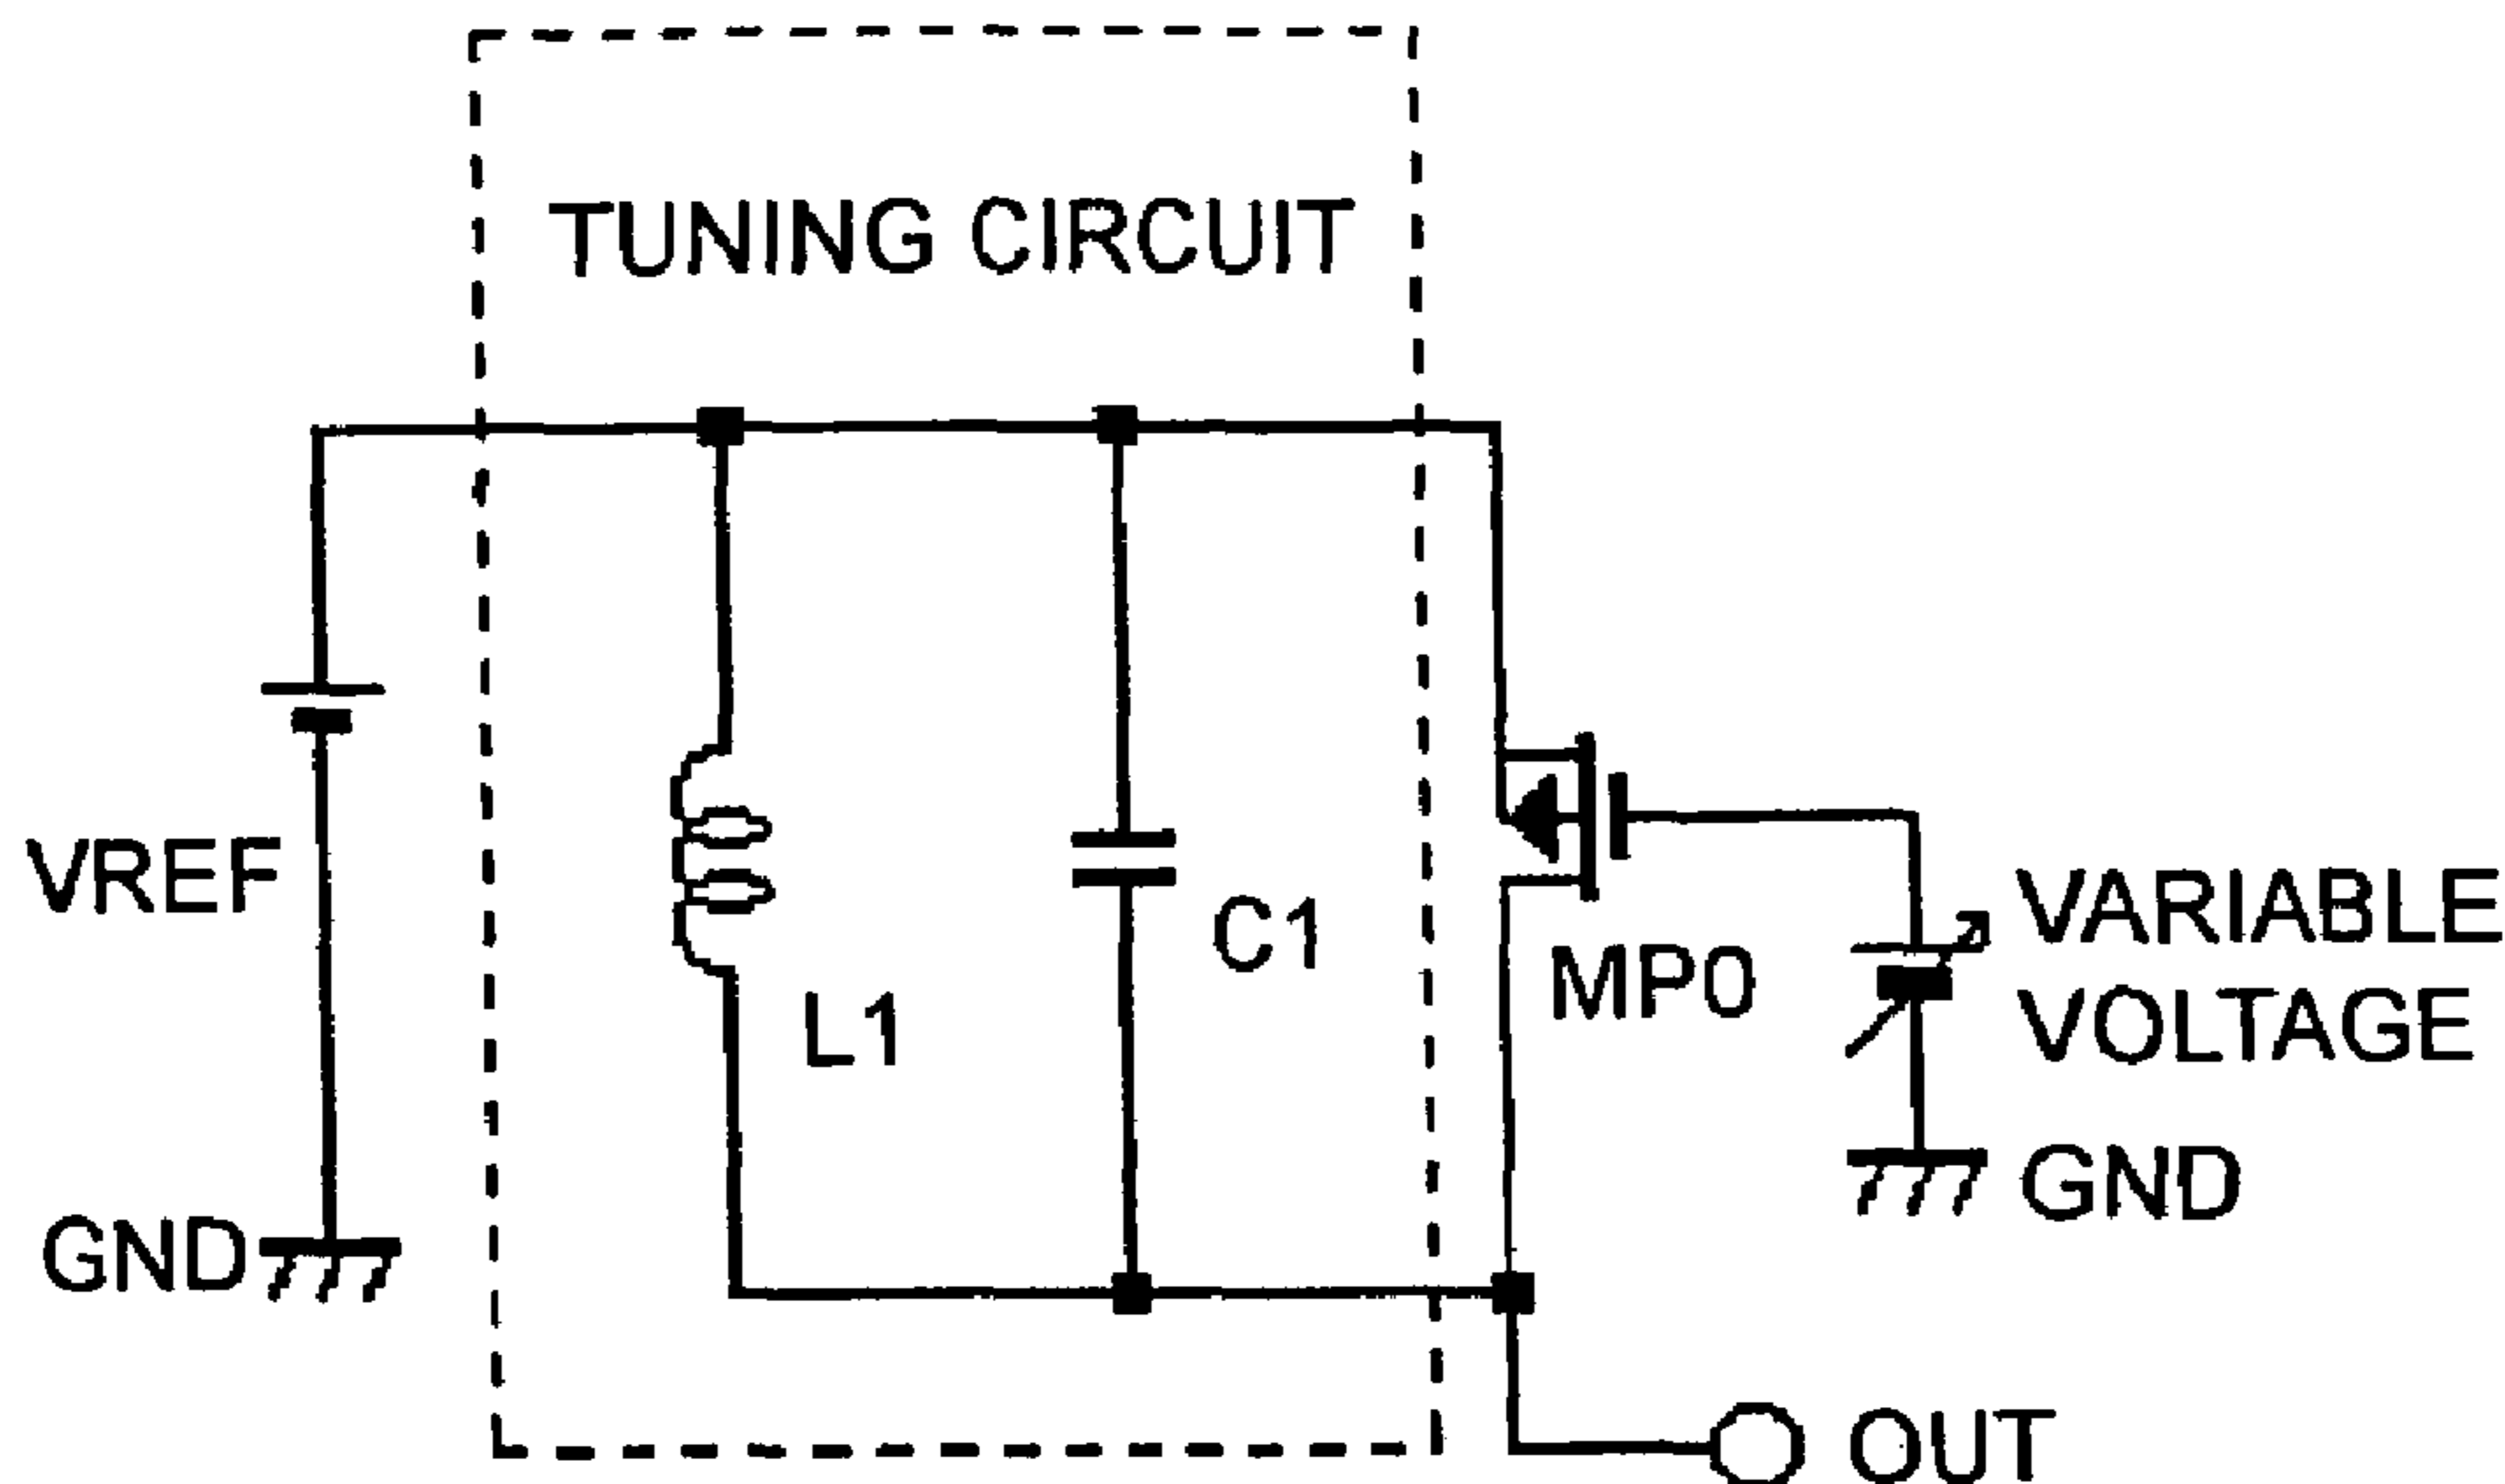 TUNING CIRCUIT
VREF
C1
VARIABLE
VOLTAGE
MP0
L1
GND
GND
OUT